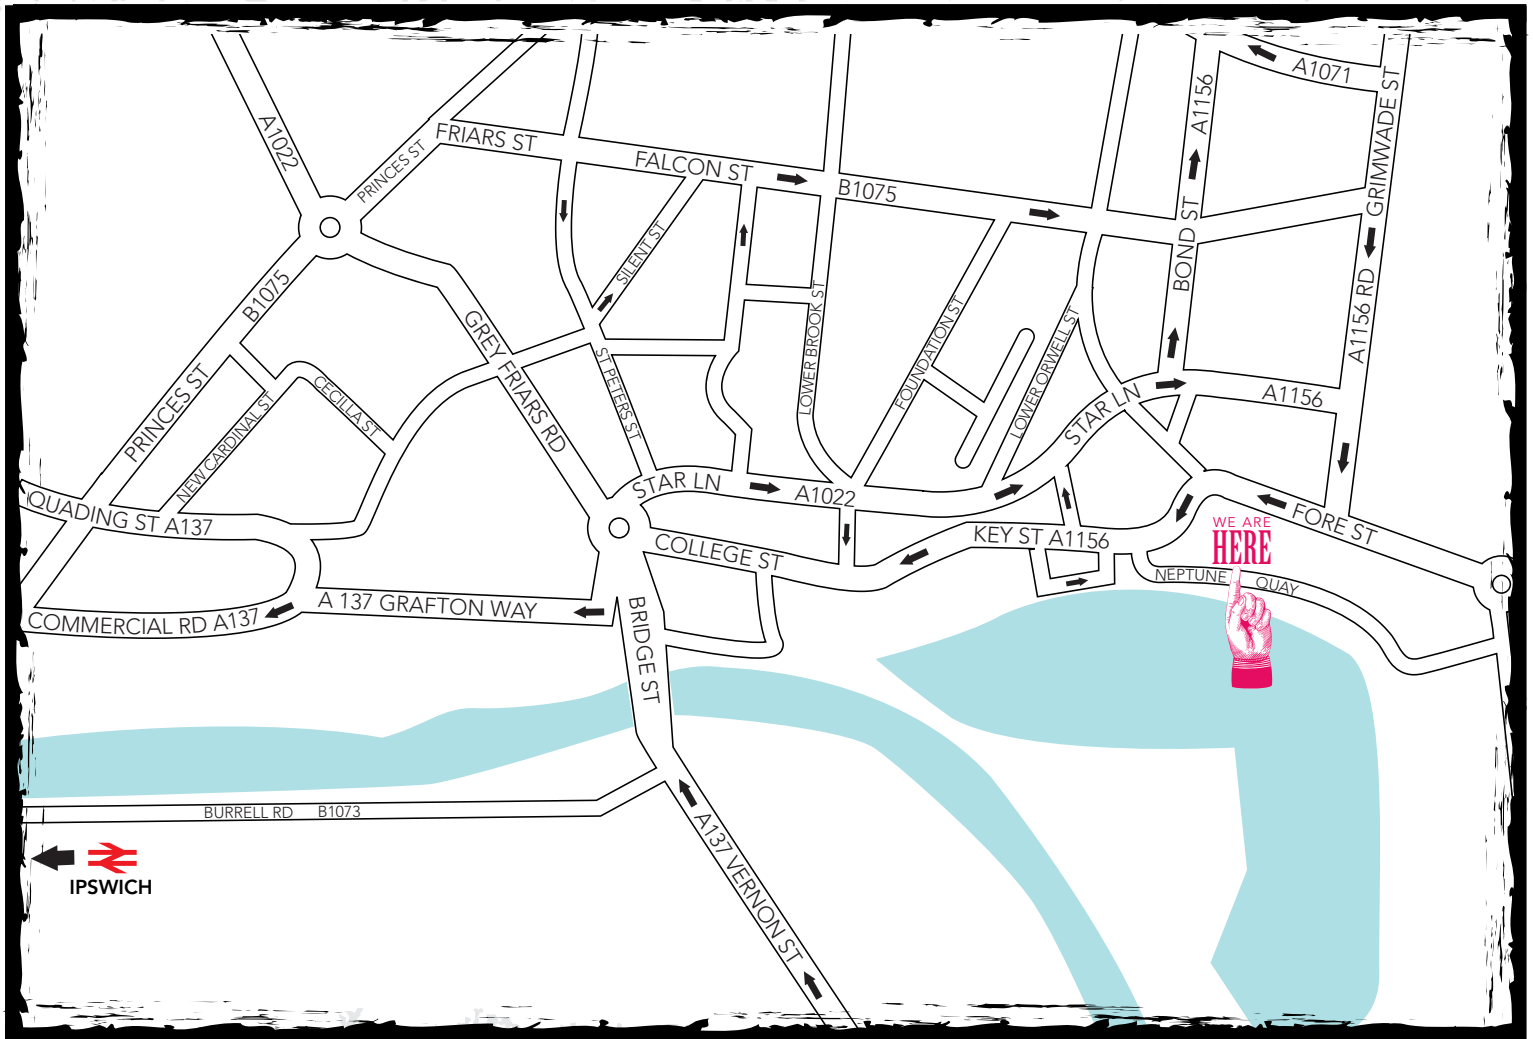 A1071
A1156
GRIMWADE ST
A1022
PRINCES ST
FRIARS ST
FALCON ST
B1075
BOND ST
SILENT ST
B1075
GREY FRIARS RD
LOWER BROOK ST
FOUNDATION ST
LOWER ORWELL ST
A1156 RD
PRINCES ST
CECILLA ST
NEW CARDINAL ST
ST PETERS ST
STAR LN
A1156
QUADING ST A137
STAR LN
A1022
KEY ST A1156
FORE ST
WE ARE
HERE
COLLEGE ST
NEPTUNE QUAY
COMMERCIAL RD A137
A 137 GRAFTON WAY
BRIDGE ST
BURRELL RD B1073
A137 VERNON ST
IPSWICH